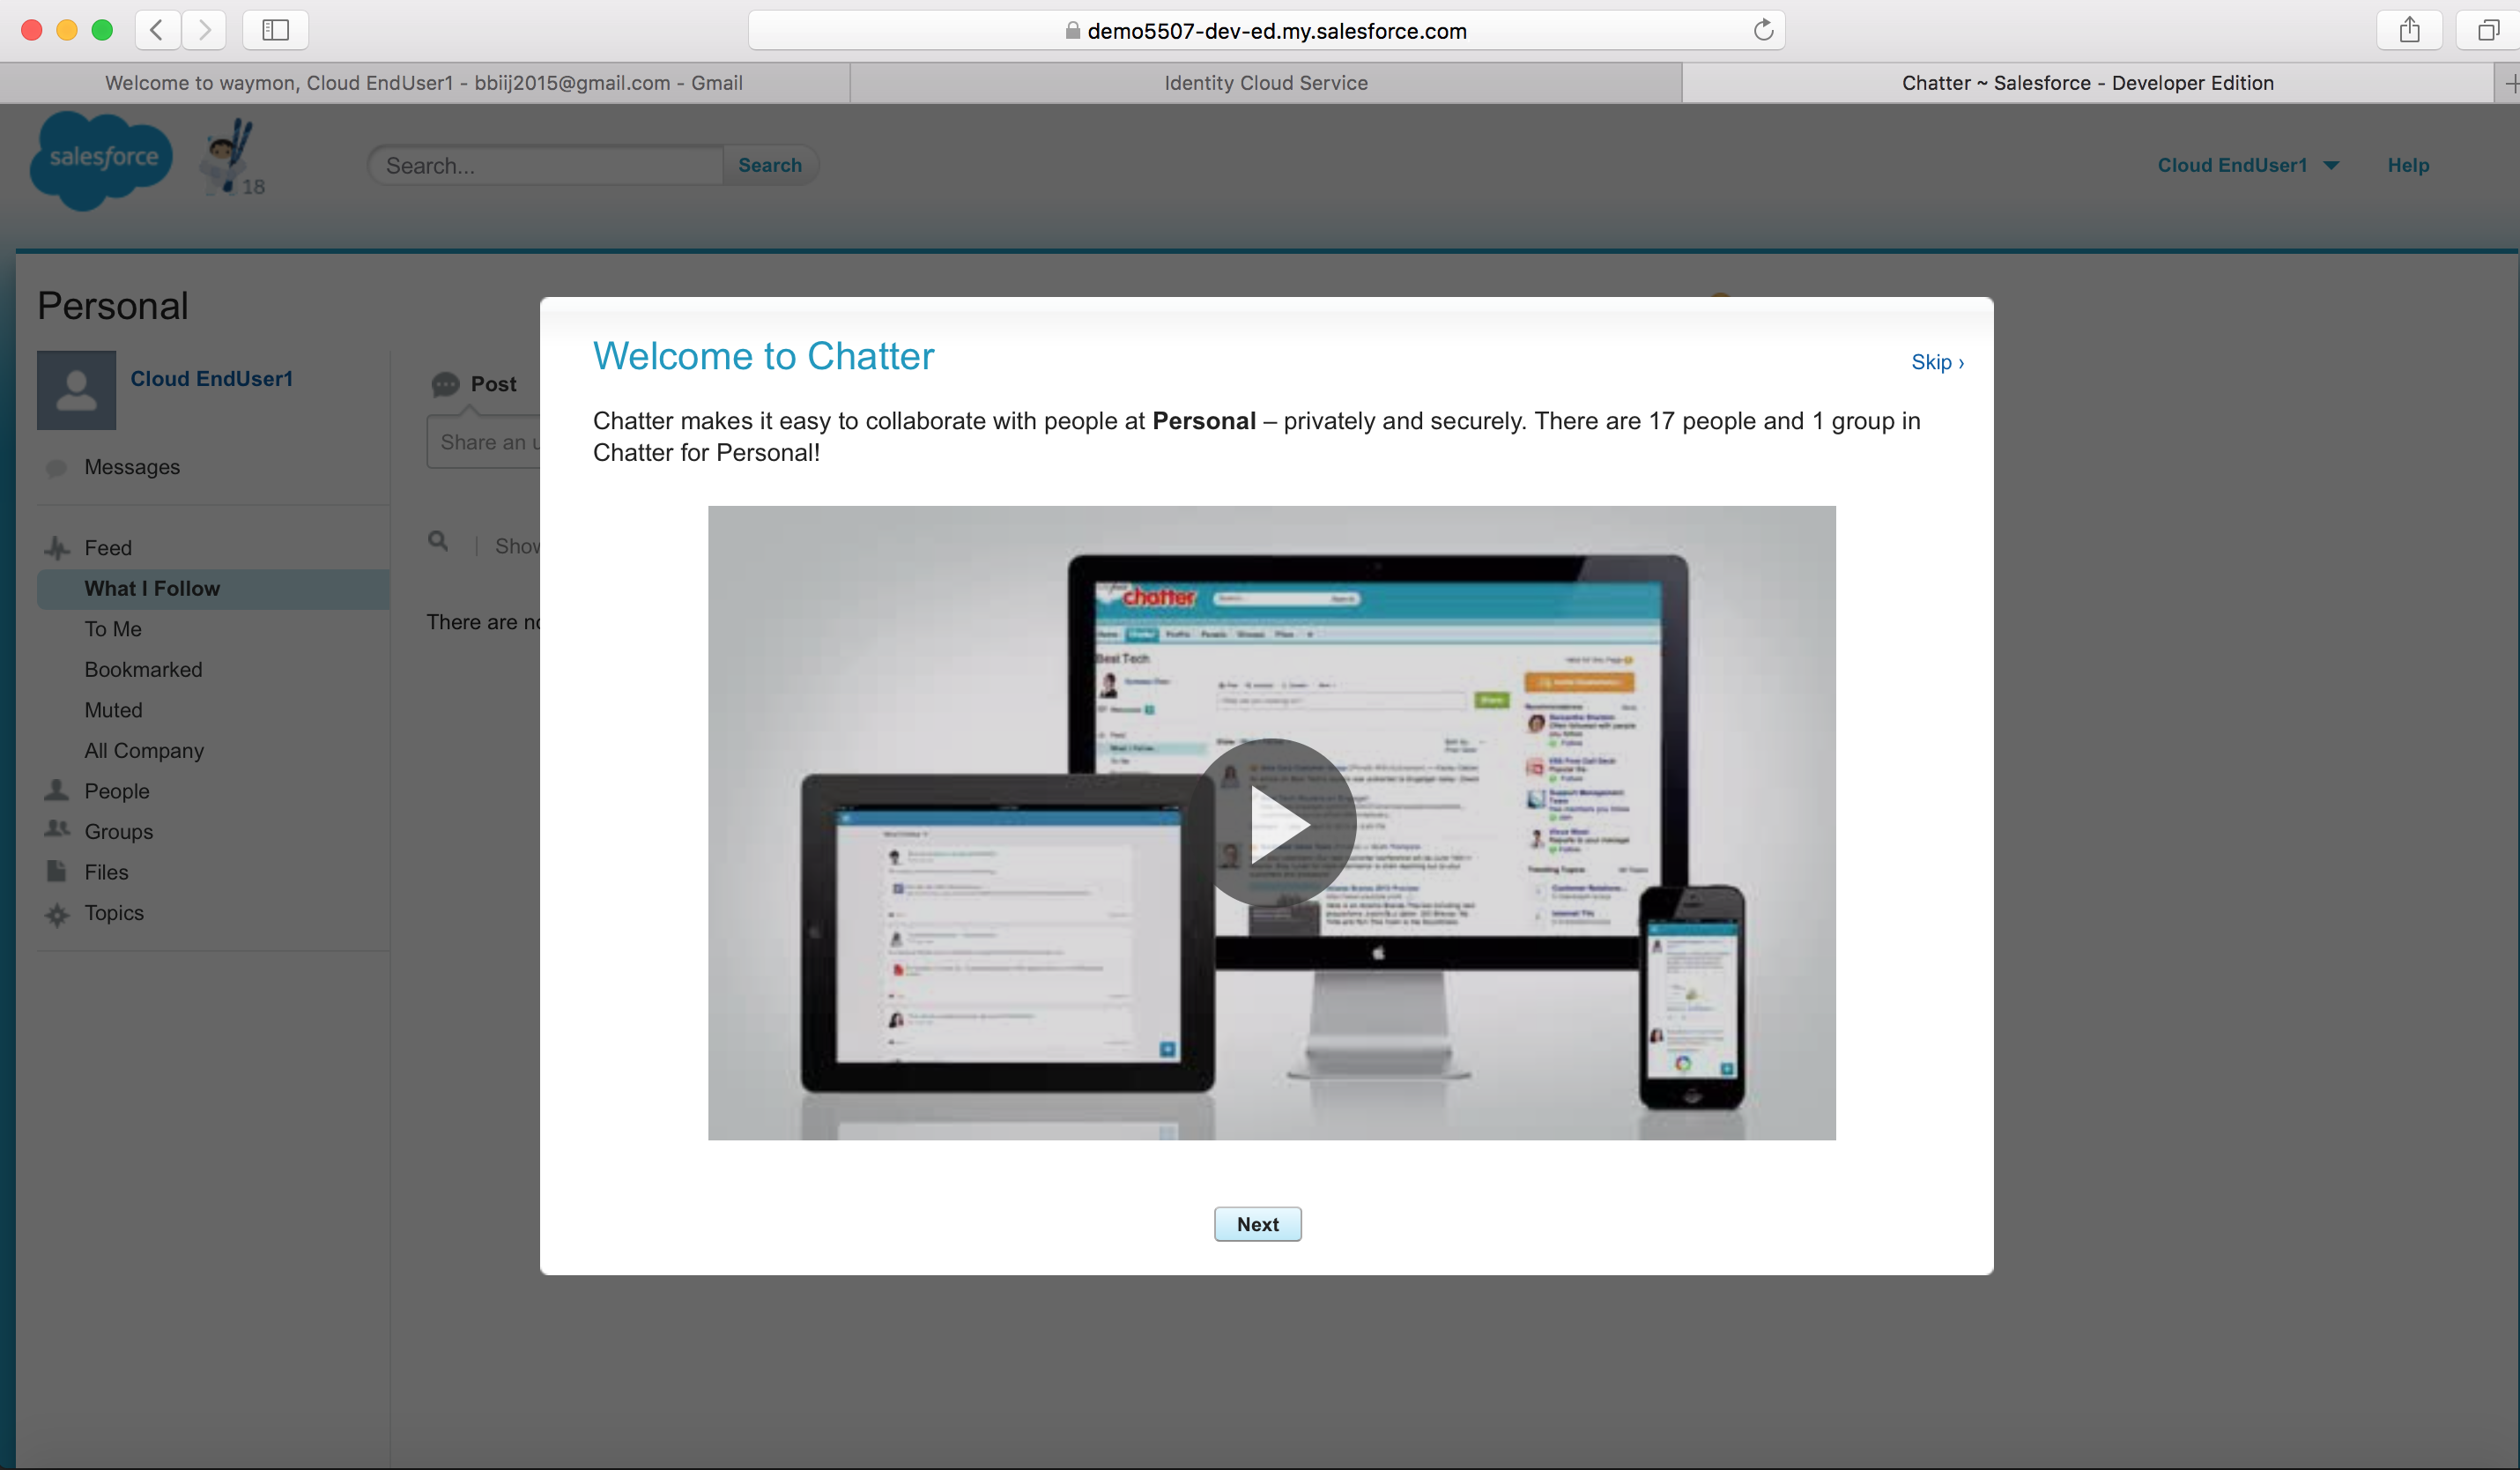 demo5507-dev-ed.my.salesforce.com
Welcome to waymon, Cloud EndUser1 - bbiij2015@gmail.com - Gmail
Identity Cloud Service
Chatter ~ Salesforce - Developer Edition
salesforce
18
Search...
Search
Cloud EndUser1
Help
Personal
Cloud EndUser1
Messages
Feed
What I Follow
To Me
Bookmarked
Muted
All Company
People
Groups
Files
Topics
Post
Share an
There are
Welcome to Chatter
Skip ›
Chatter makes it easy to collaborate with people at Personal – privately and securely. There are 17 people and 1 group in
Chatter for Personal!
chatter
Best Tech
What I Follow
Next